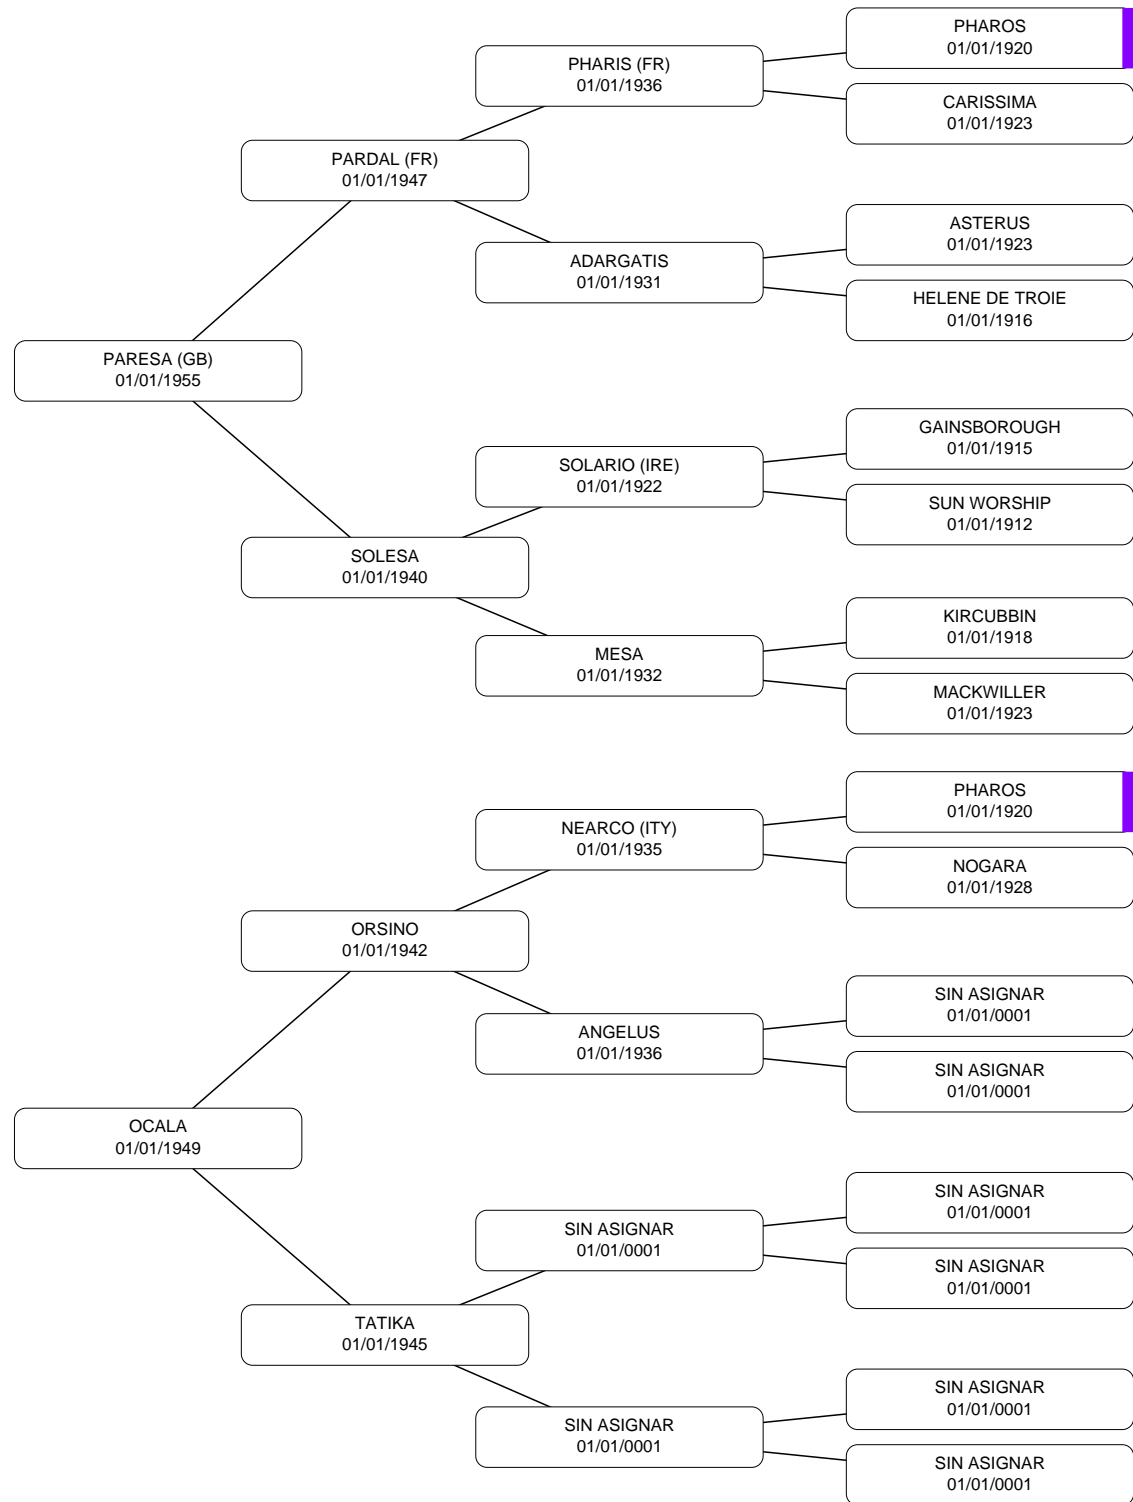 PHAROS
01/01/1920
PHARIS (FR)
01/01/1936
CARISSIMA
01/01/1923
PARDAL (FR)
01/01/1947
ASTERUS
01/01/1923
ADARGATIS
01/01/1931
HELENE DE TROIE
01/01/1916
PARESA (GB)
01/01/1955
GAINSBOROUGH
01/01/1915
SOLARIO (IRE)
01/01/1922
SUN WORSHIP
01/01/1912
SOLESA
01/01/1940
KIRCUBBIN
01/01/1918
MESA
01/01/1932
MACKWILLER
01/01/1923
PHAROS
01/01/1920
NEARCO (ITY)
01/01/1935
NOGARA
01/01/1928
ORSINO
01/01/1942
SIN ASIGNAR
01/01/0001
ANGELUS
01/01/1936
SIN ASIGNAR
01/01/0001
OCALA
01/01/1949
SIN ASIGNAR
01/01/0001
SIN ASIGNAR
01/01/0001
SIN ASIGNAR
01/01/0001
TATIKA
01/01/1945
SIN ASIGNAR
01/01/0001
SIN ASIGNAR
01/01/0001
SIN ASIGNAR
01/01/0001